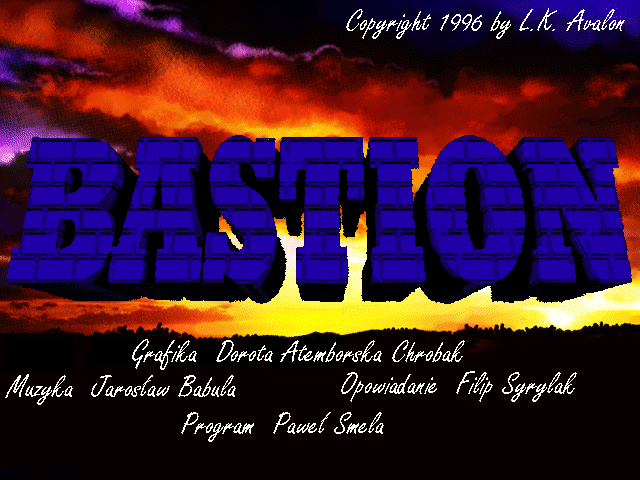 Copyright 1996 by L.K. Avalon
BASTION
Grafika Dorota Atemborska Chrobak
Muzyka Jarosław Babula
Opowiadanie Filip Syrylak
Program Paweł Smela